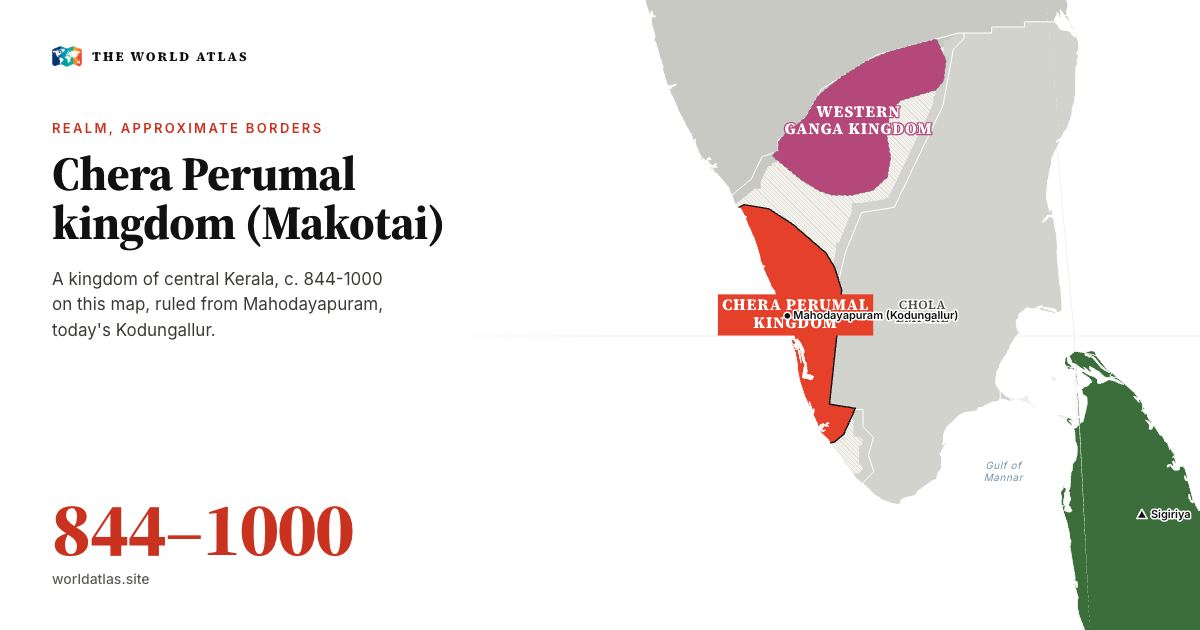 THE WORLD ATLAS
REALM, APPROXIMATE BORDERS
Chera Perumal
kingdom (Makotai)
A kingdom of central Kerala, c. 844-1000
on this map, ruled from Mahodayapuram,
today's Kodungallur.
844–1000
worldatlas.site
WESTERN
GANGA KINGDOM
CHERA PERUMAL
KINGDOM
Mahodayapuram (Kodungallur)
CHOLA
Gulf of
Mannar
Sigiriya